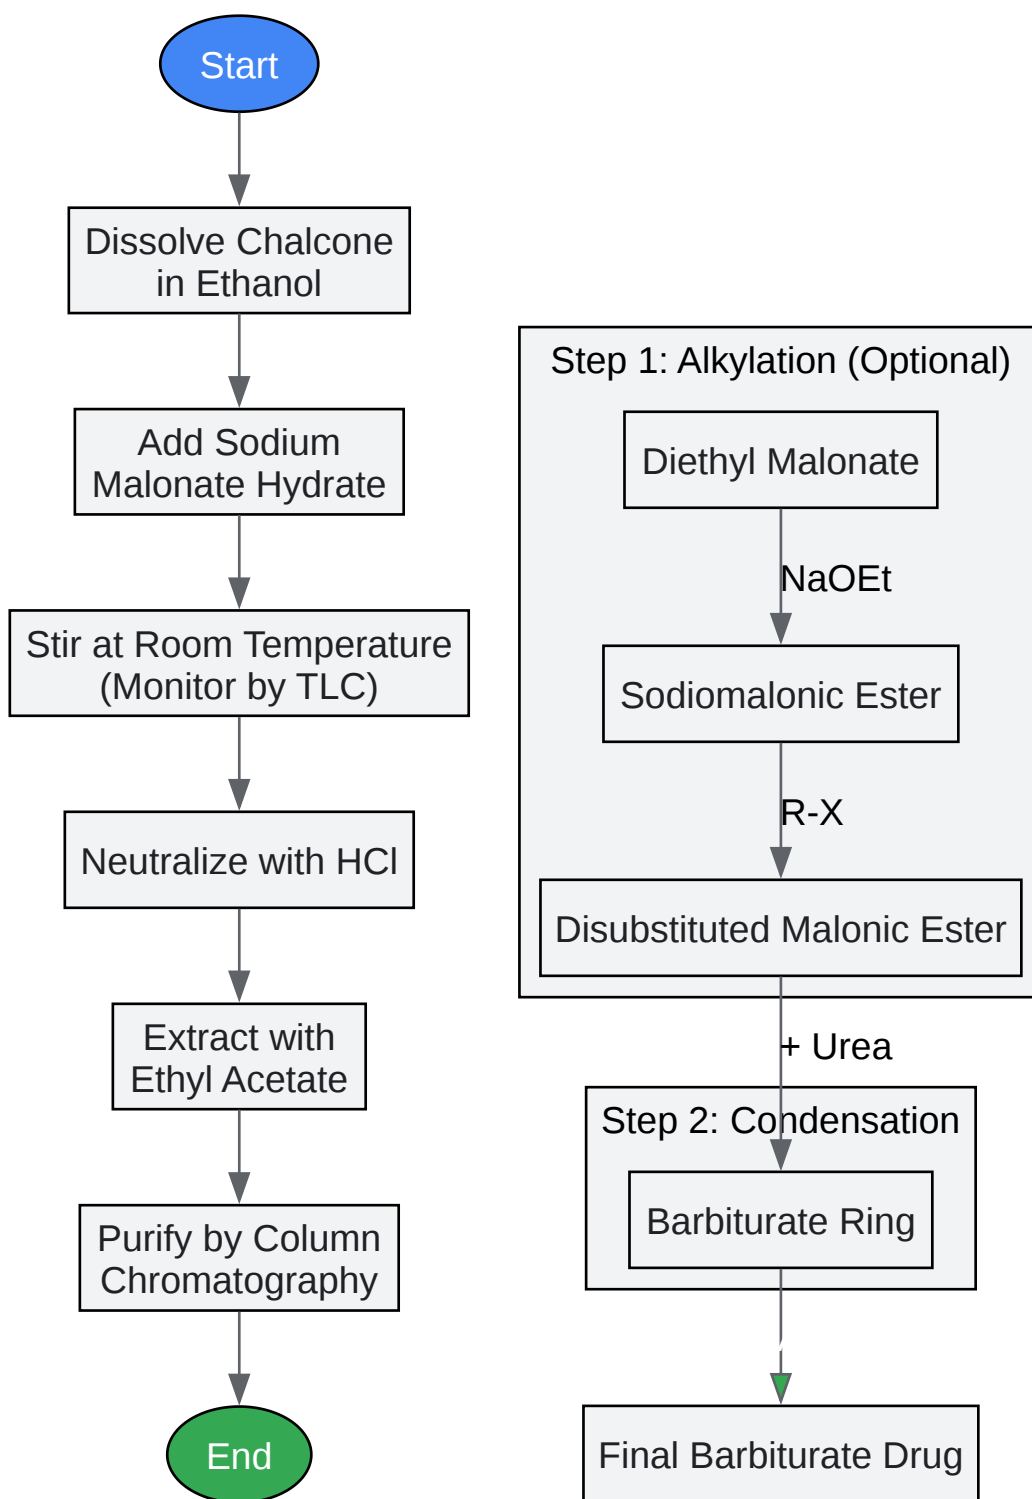 Start
Dissolve Chalcone
in Ethanol
Add Sodium
Malonate Hydrate
Stir at Room Temperature
(Monitor by TLC)
Neutralize with HCl
Extract with
Ethyl Acetate
Purify by Column
Chromatography
End
Step 1: Alkylation (Optional)
Diethyl Malonate
NaOEt
Sodiomalonic Ester
R-X
Disubstituted Malonic Ester
+ Urea
Step 2: Condensation
Barbiturate Ring
Final Barbiturate Drug